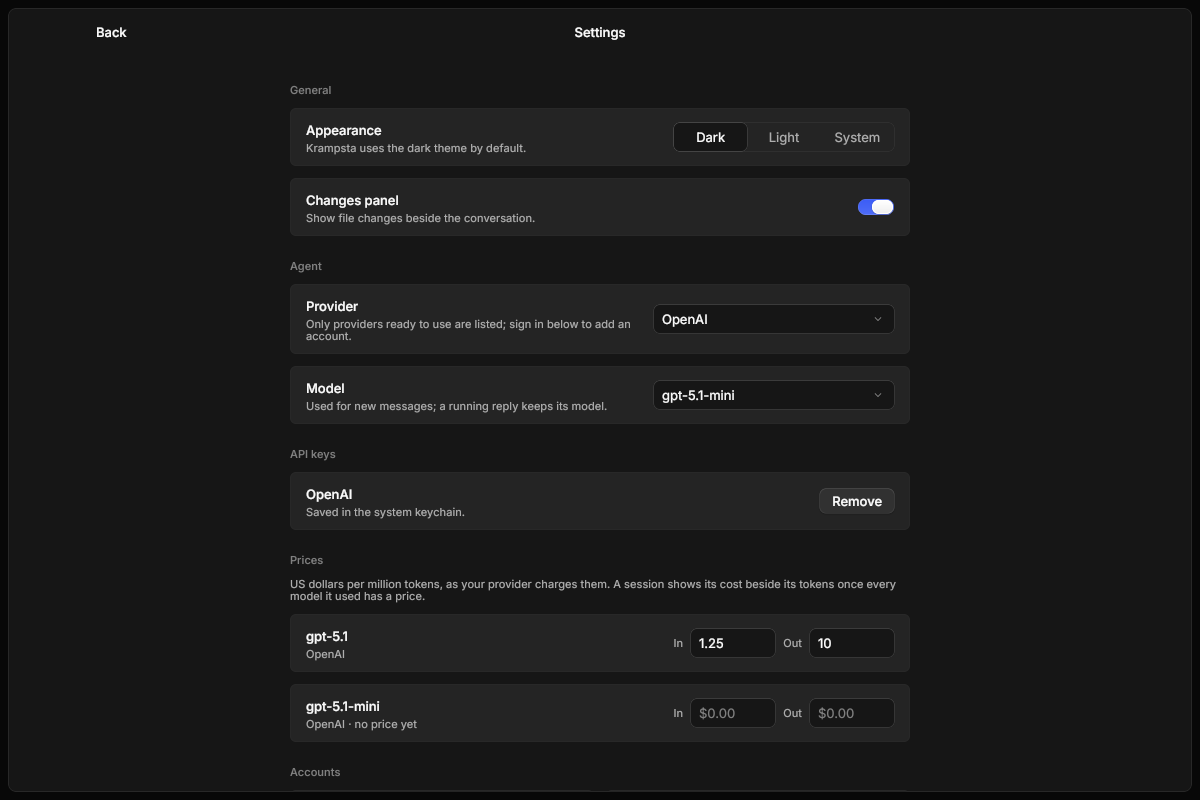 Back
Settings
General
Appearance
Krampsta uses the dark theme by default.
Dark
Light
System
Changes panel
Show file changes beside the conversation.
Agent
Provider
Only providers ready to use are listed; sign in below to add an
account.
OpenAI
Model
Used for new messages; a running reply keeps its model.
gpt-5.1-mini
API keys
OpenAI
Saved in the system keychain.
Remove
Prices
US dollars per million tokens, as your provider charges them. A session shows its cost beside its tokens once every
model it used has a price.
gpt-5.1
OpenAI
In
1.25
Out
10
gpt-5.1-mini
OpenAI · no price yet
In
$0.00
Out
$0.00
Accounts